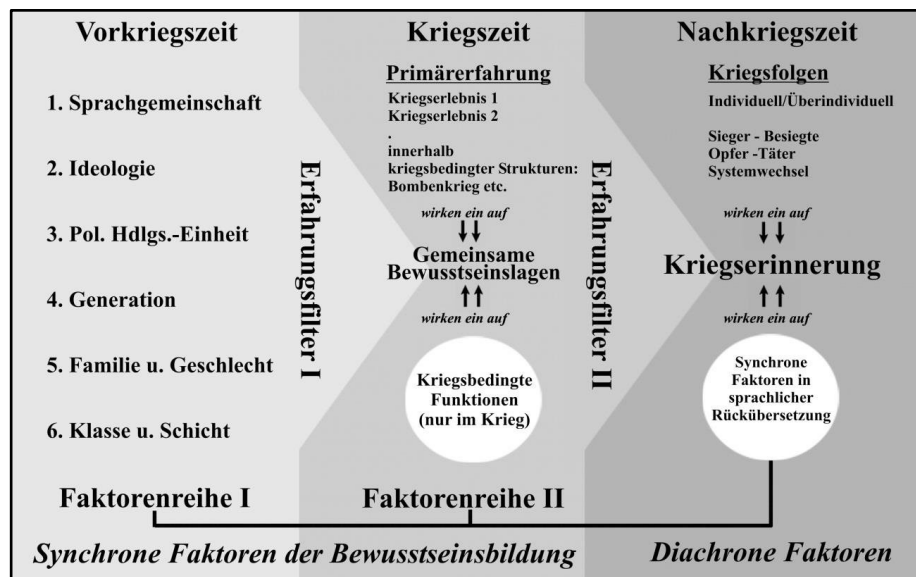 Vorkriegszeit
1. Sprachgemeinschaft
2. Ideologie
3. Pol. Hdlgs.-Einheit
4. Generation
5. Familie u. Geschlecht
6. Klasse u. Schicht
Faktorenreihe I
Erfahrungsfilter I
Kriegszeit
Primärerfahrung
Kriegserlebnis 1
Kriegserlebnis 2
.
innerhalb
kriegsbedingter Strukturen:
Bombenkrieg etc.
wirken ein auf
Gemeinsame
Bewusstseinslagen
wirken ein auf
Kriegsbedingte
Funktionen
(nur im Krieg)
Faktorenreihe II
Erfahrungsfilter II
Nachkriegszeit
Kriegsfolgen
Individuell/Überindividuell
Sieger - Besiegte
Opfer -Täter
Systemwechsel
wirken ein auf
Kriegserinnerung
wirken ein auf
Synchrone
Faktoren in
sprachlicher
Rückübersetzung
Synchrone Faktoren der Bewusstseinsbildung
Diachrone Faktoren